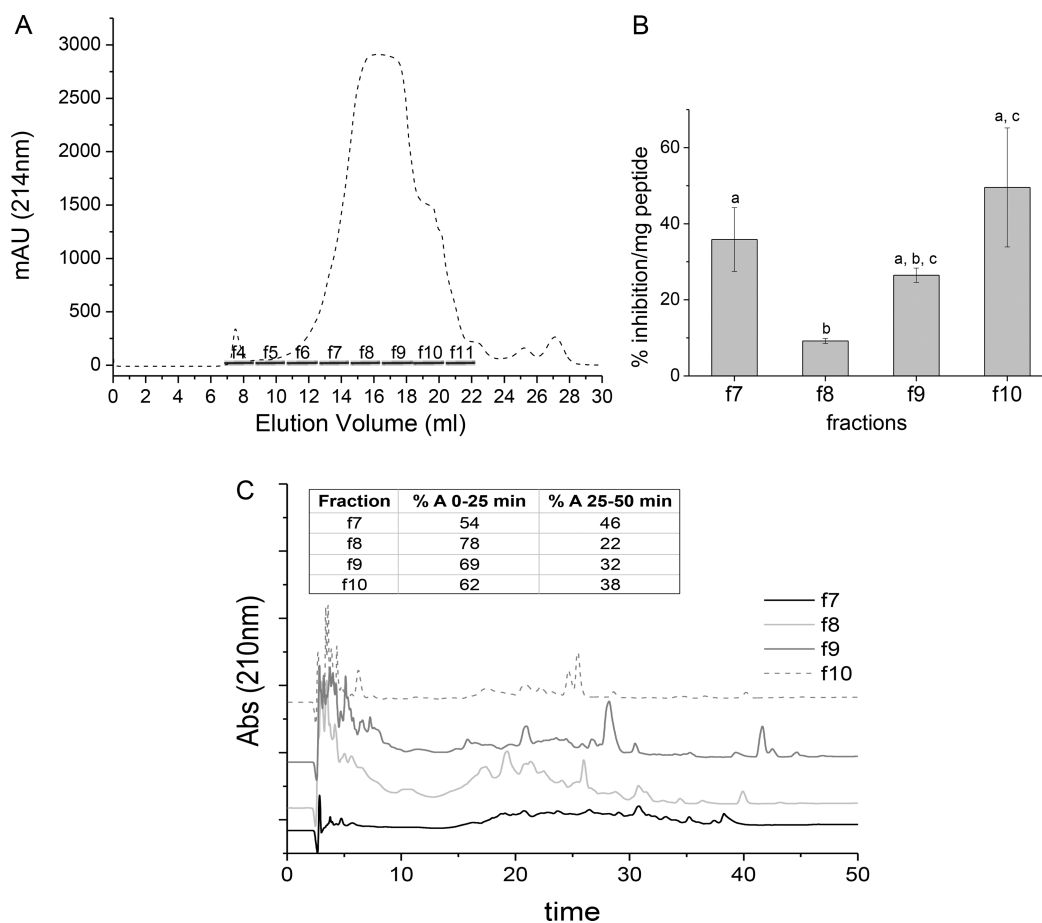 A
mAU (214nm)
3000
2500
2000
1500
1000
500
0
f4 f5 f6 f7 f8 f9 f10 f11
0 2 4 6 8 10 12 14 16 18 20 22 24 26 28 30
Elution Volume (ml)
B
% inhibition/mg peptide
60
40
20
0
a
b
a, b, c
a, c
f7 f8 f9 f10
fractions
C
Abs (210nm)
Fraction % A 0-25 min % A 25-50 min
f7 54 46
f8 78 22
f9 69 32
f10 62 38
f7
f8
f9
f10
0 10 20 30 40 50
time